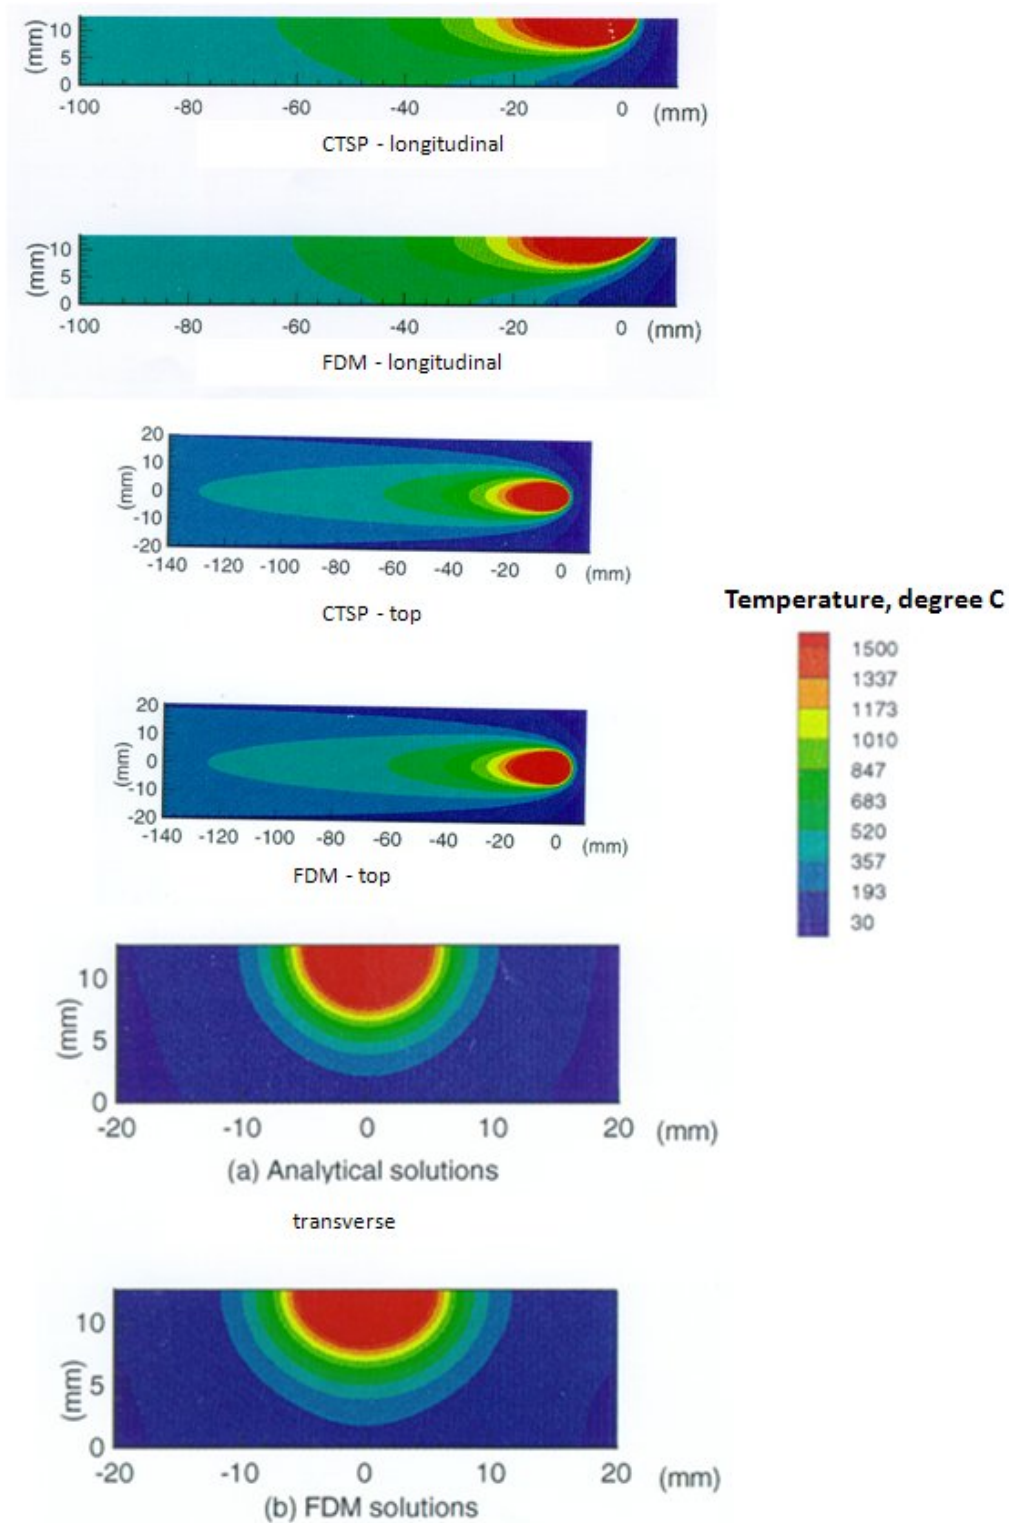 (mm)
10
5
0
-100 -80 -60 -40 -20 0 (mm)
CTSP - longitudinal
(mm)
10
5
0
-100 -80 -60 -40 -20 0 (mm)
FDM - longitudinal
(mm)
20
10
0
-10
-20
-140 -120 -100 -80 -60 -40 -20 0 (mm)
CTSP - top
Temperature, degree C
1500
1337
1173
1010
847
683
520
357
193
30
(mm)
20
10
0
-10
-20
-140 -120 -100 -80 -60 -40 -20 0 (mm)
FDM - top
(mm)
10
5
0
-20 -10 0 10 20 (mm)
(a) Analytical solutions
transverse
(mm)
10
5
0
-20 -10 0 10 20 (mm)
(b) FDM solutions